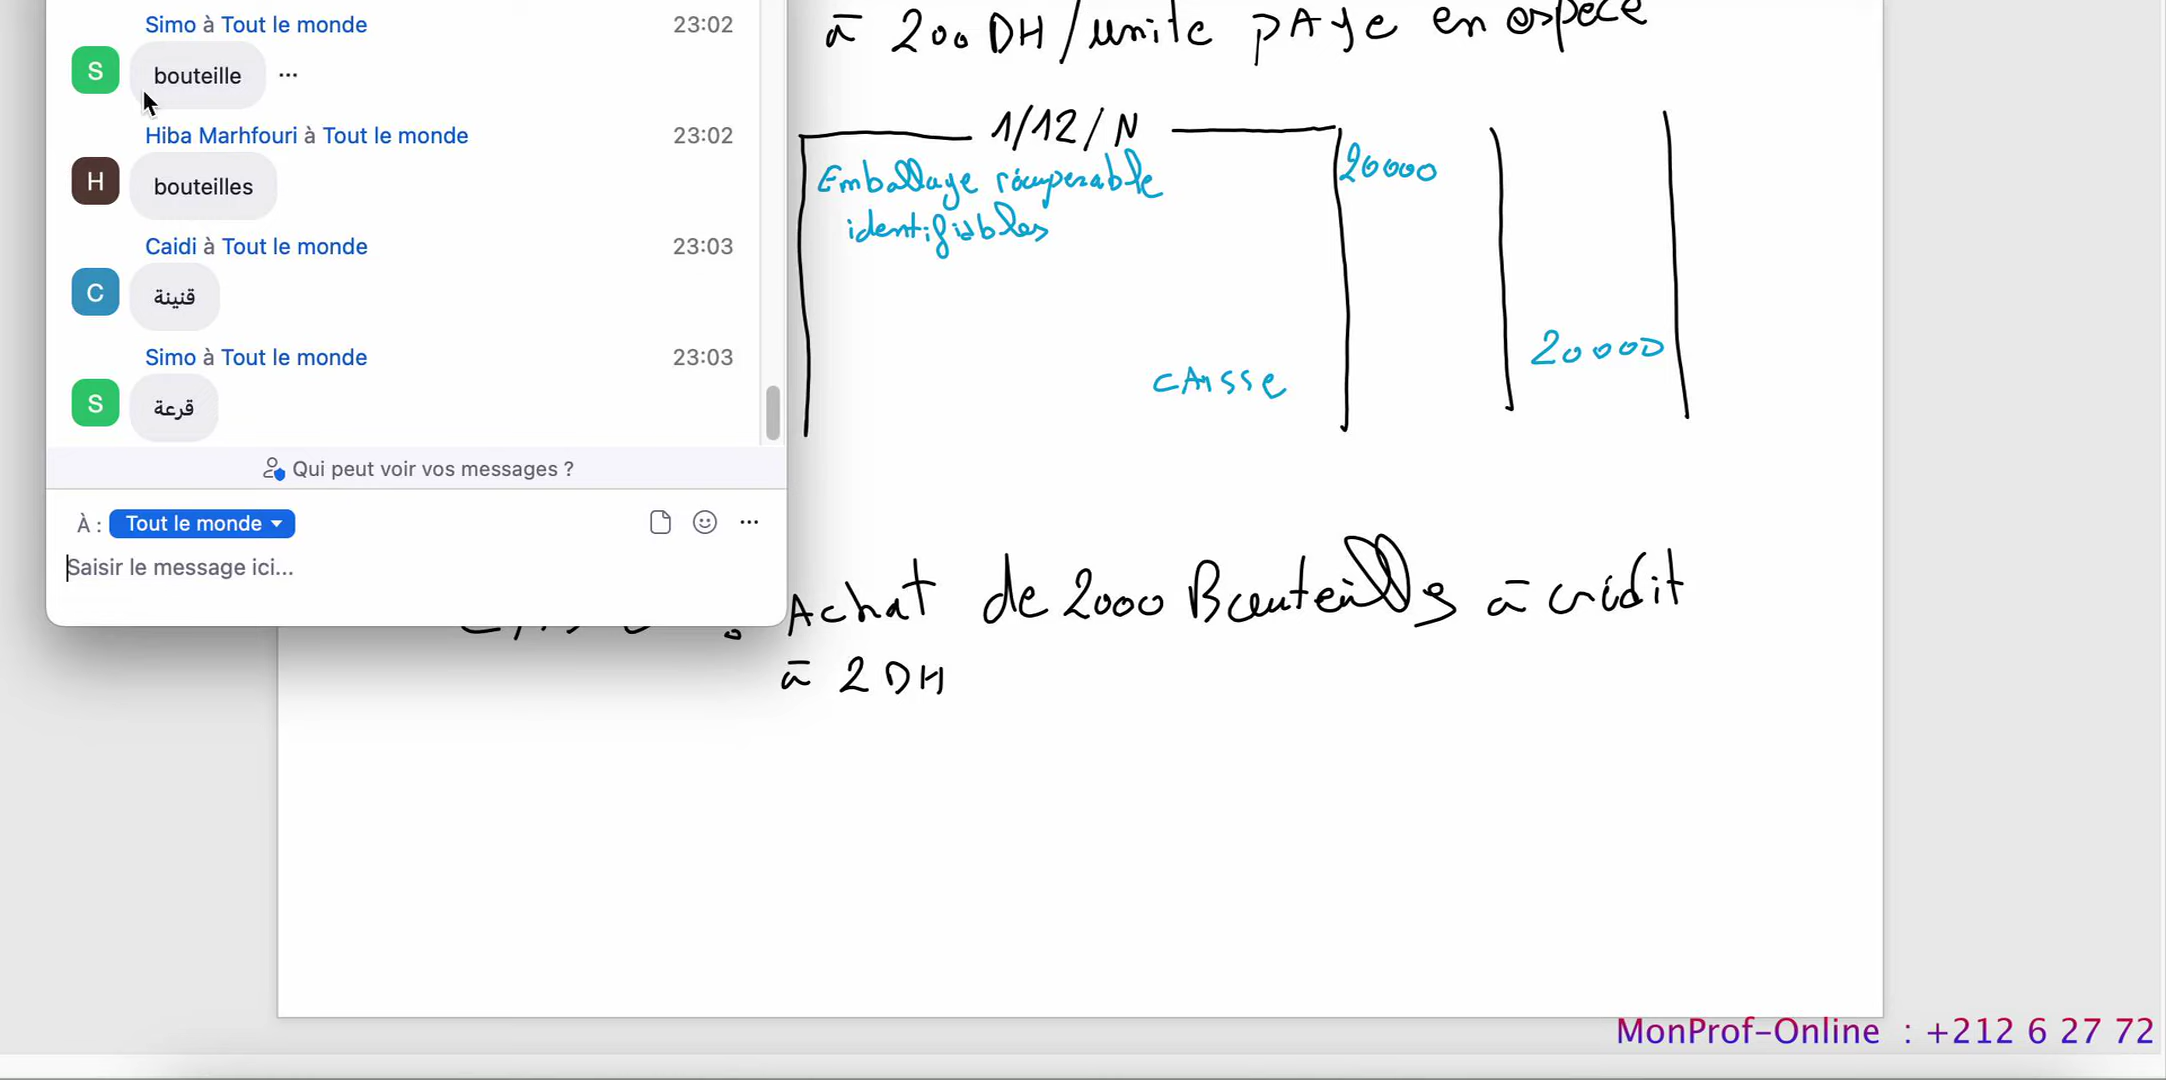 Simo à Tout le monde 23:02
S bouteille ...
Hiba Marhfouri à Tout le monde 23:02
H bouteilles
Caidi à Tout le monde 23:03
C قنينة
Simo à Tout le monde 23:03
S قرعة
Qui peut voir vos messages ?
À : Tout le monde
Saisir le message ici...
à 200 DH/unite payé en espece
1/12/N
Emballage récuperable 20000
identifiables
CAisse 20000
Achat de 2000 Bouteilles à crédit
à 2 DH
MonProf-Online : +212 6 27 72